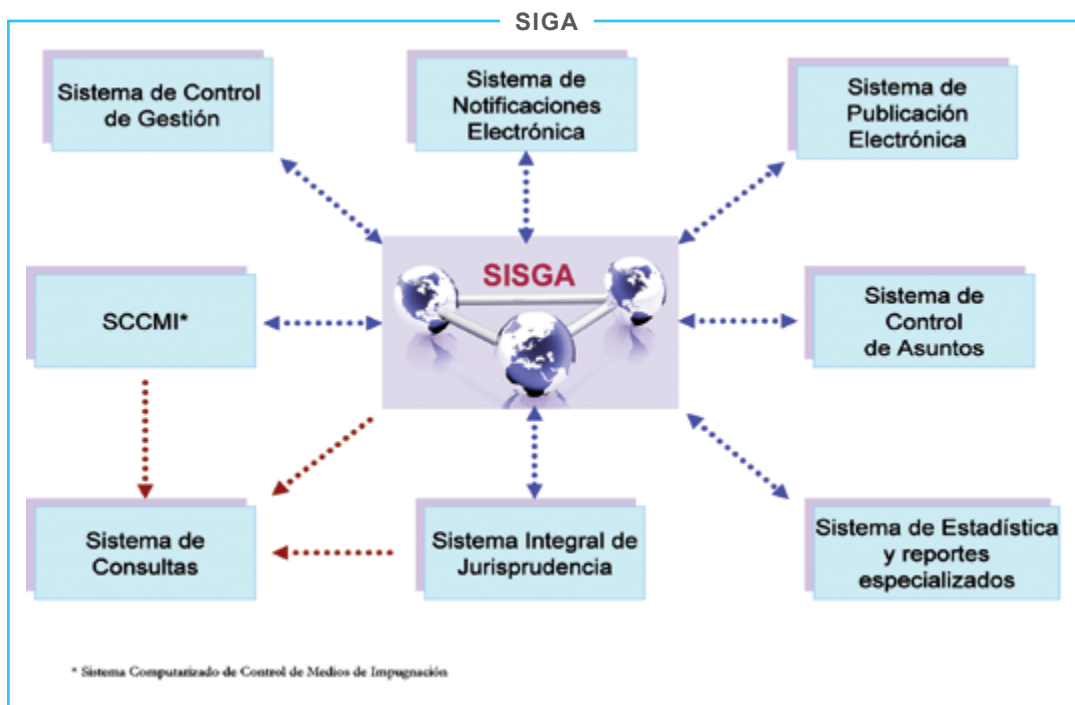 SIGA
Sistema de Control
de Gestión
Sistema de
Notificaciones
Electrónica
Sistema de
Publicación
Electrónica
SISGA
SCCMI*
Sistema de
Control
de Asuntos
Sistema de
Consultas
Sistema Integral de
Jurisprudencia
Sistema de Estadística
y reportes
especializados
* Sistema Computarizado de Control de Medios de Impugnación